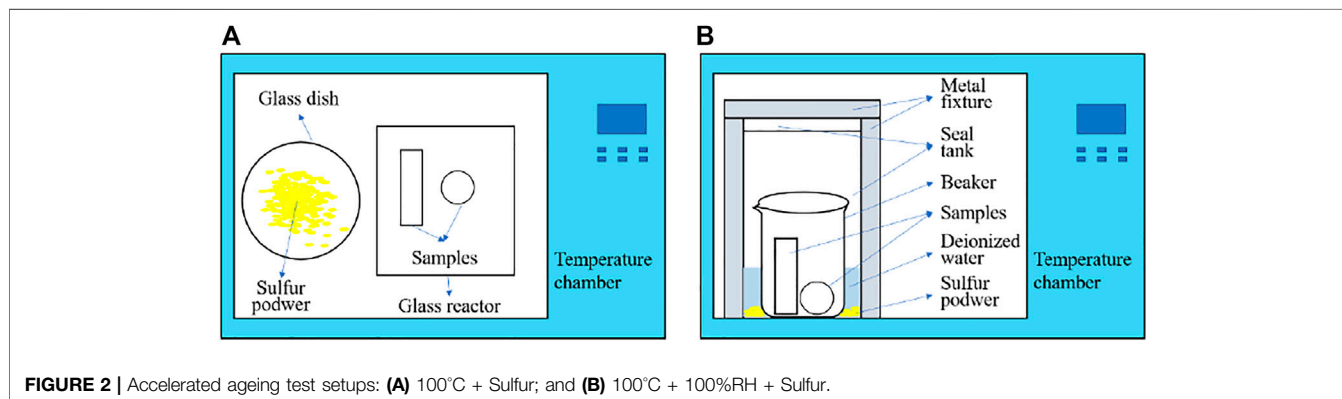 A
Glass dish
Sulfur
podwer
Samples
Glass reactor
Temperature
chamber
B
Metal
fixture
Seal
tank
Beaker
Samples
Deionized
water
Sulfur
podwer
Temperature
chamber
FIGURE 2 | Accelerated ageing test setups: (A) 100°C + Sulfur; and (B) 100°C + 100%RH + Sulfur.